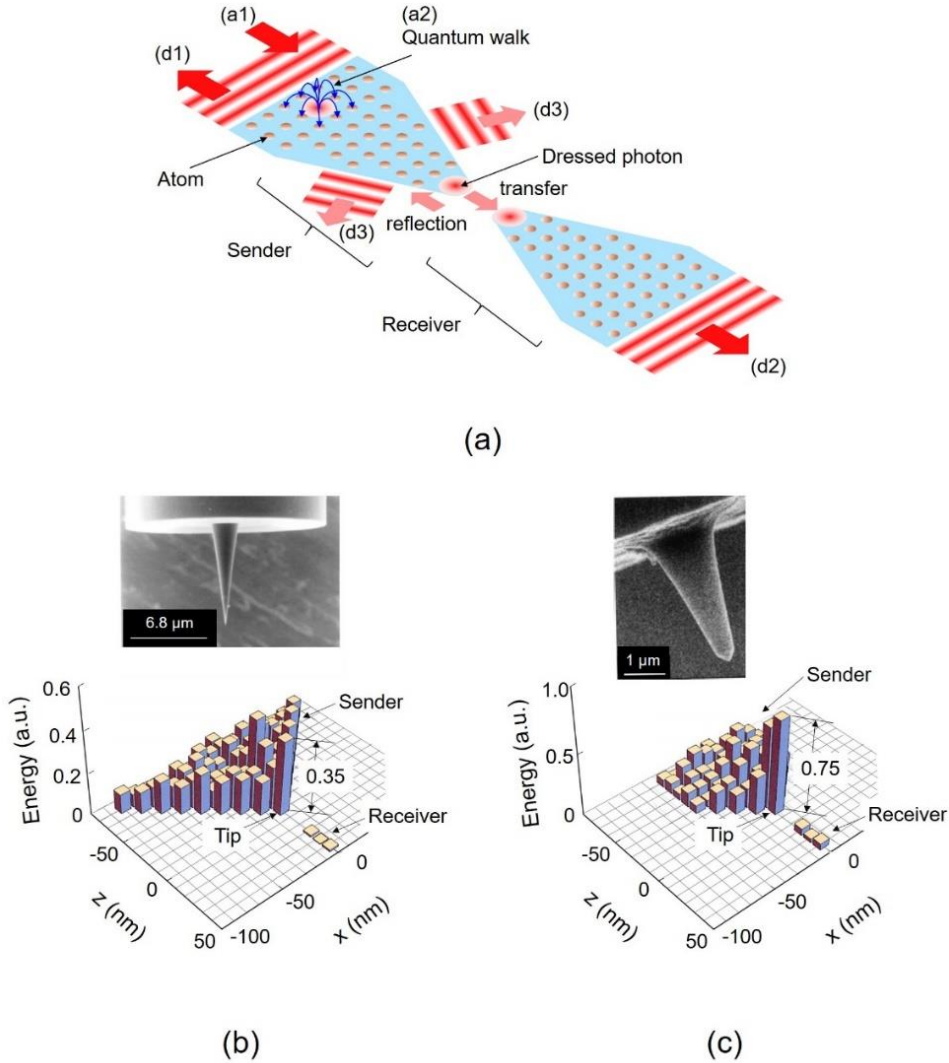 (a1)
(a2)
Quantum walk
(d1)
(d3)
Dressed photon
Atom
transfer
(d3)
reflection
Sender
Receiver
(d2)
(a)
6.8 μm
1 μm
0.6
Sender
0.4
0.35
0.2
Energy (a.u.)
0
Tip
Receiver
-50
0
0
z (nm)
-50
x (nm)
50
-100
(b)
1.0
Sender
0.5
0.75
Energy (a.u.)
0
Tip
Receiver
-50
0
0
z (nm)
-50
x (nm)
50
-100
(c)